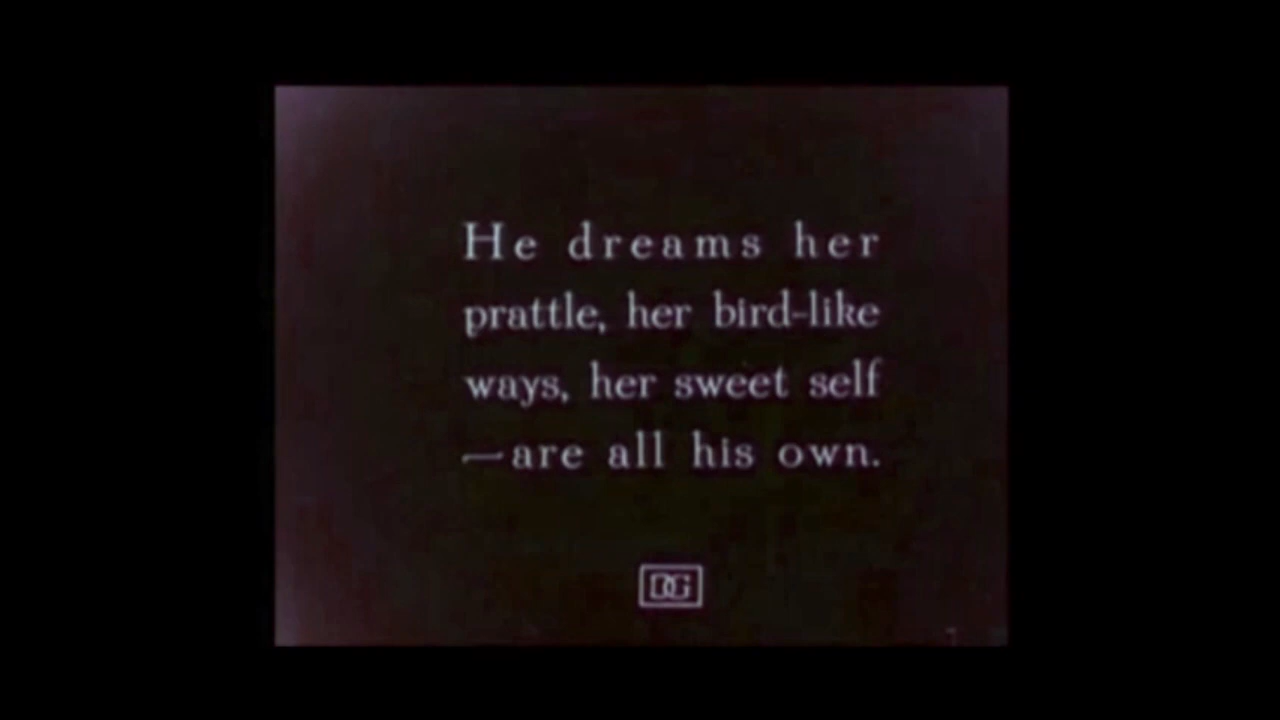 He dreams her
prattle, her bird-like
ways, her sweet self
—are all his own.
DG